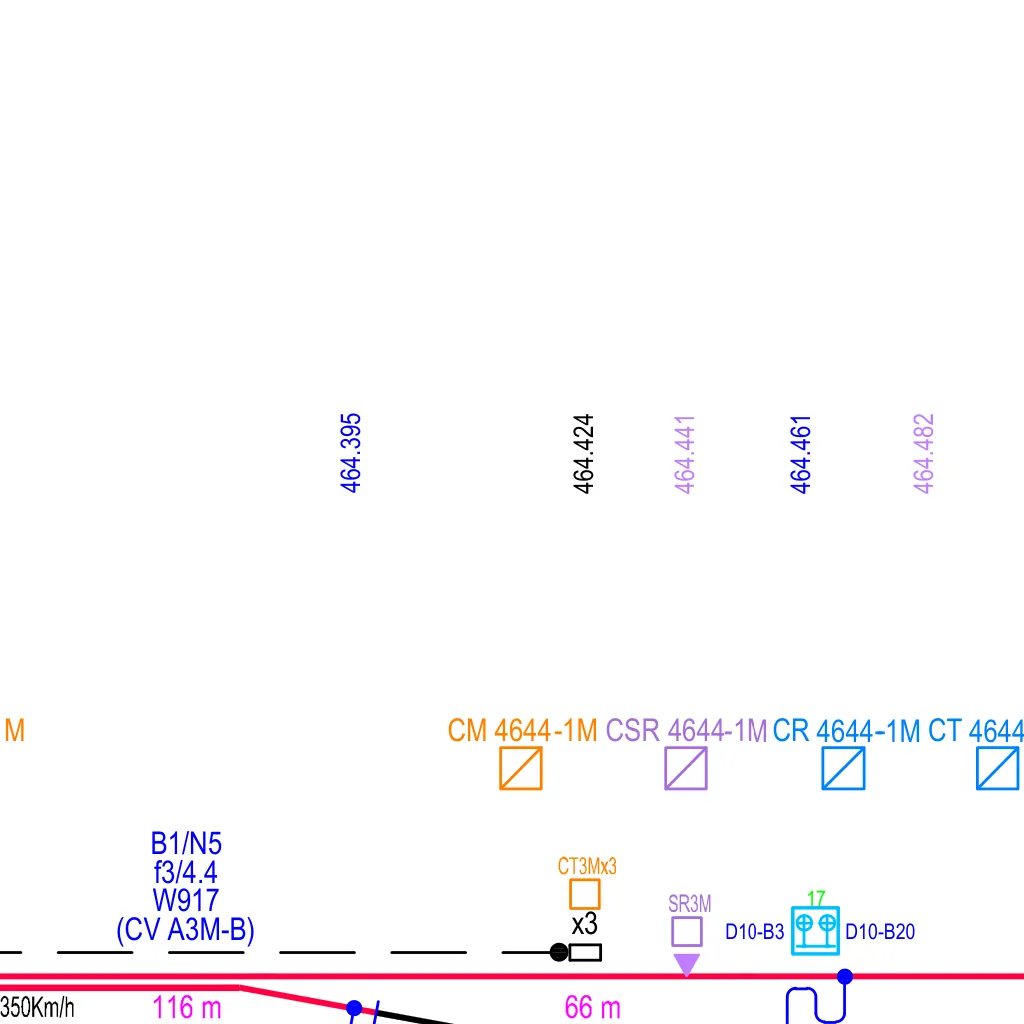 464.395
464.424
464.441
464.461
464.482
M
CM 4644-1M
CSR 4644-1M
CR 4644-1M
CT 4644
B1/N5
f3/4.4
W917
(CV A3M-B)
CT3Mx3
x3
SR3M
17
D10-B3
D10-B20
350Km/h
116 m
66 m